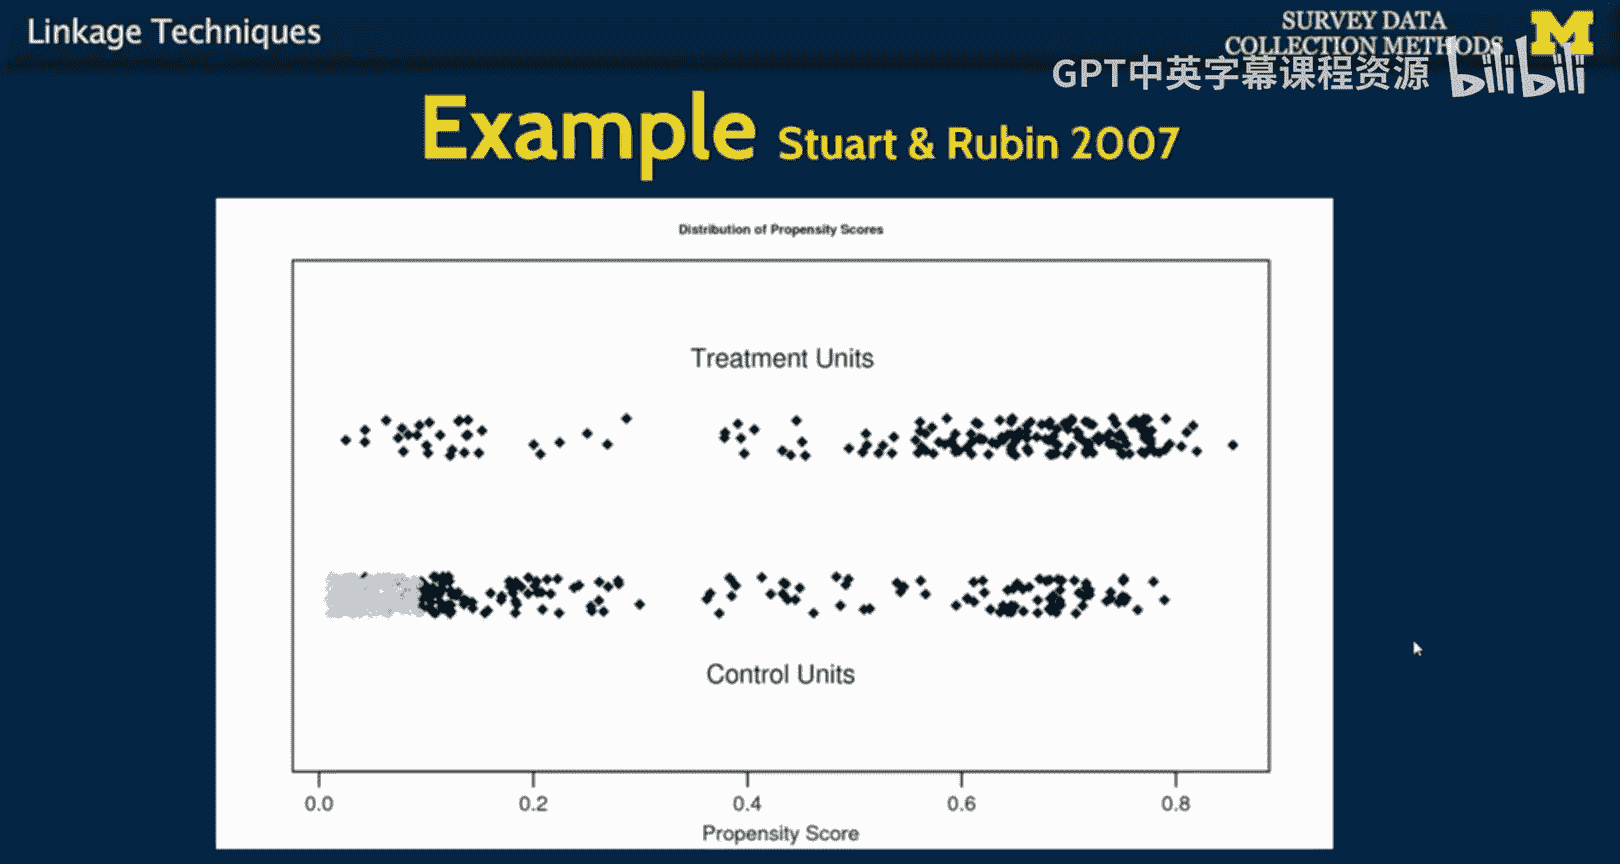 Linkage Techniques
SURVEY DATA
COLLECTION METHODS
M
GPT中英字幕课程资源 bilibili
Example Stuart & Rubin 2007
Distribution of Propensity Scores
Treatment Units
Control Units
0.0 0.2 0.4 0.6 0.8
Propensity Score